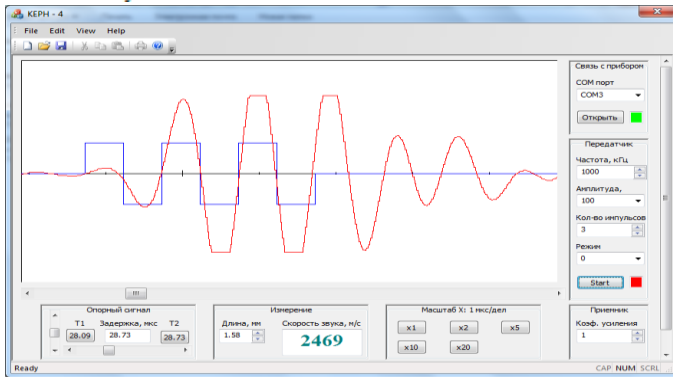 КЕРН - 4
File Edit View Help
Связь с прибором
COM порт
COM3
Открыть
Передатчик
Частота, кГц
1000
Амплитуда,
100
Кол-во импульсов
3
Режим
0
Start
Опорный сигнал
T1 Задержка, мкс T2
28.09 28.73 28.73
Измерение
Длина, мм Скорость звука, м/с
1.58 2469
Масштаб X: 1 мкс/дел
x1 x2 x5
x10 x20
Приемник
Коэф. усиления
1
Ready CAP NUM SCRL